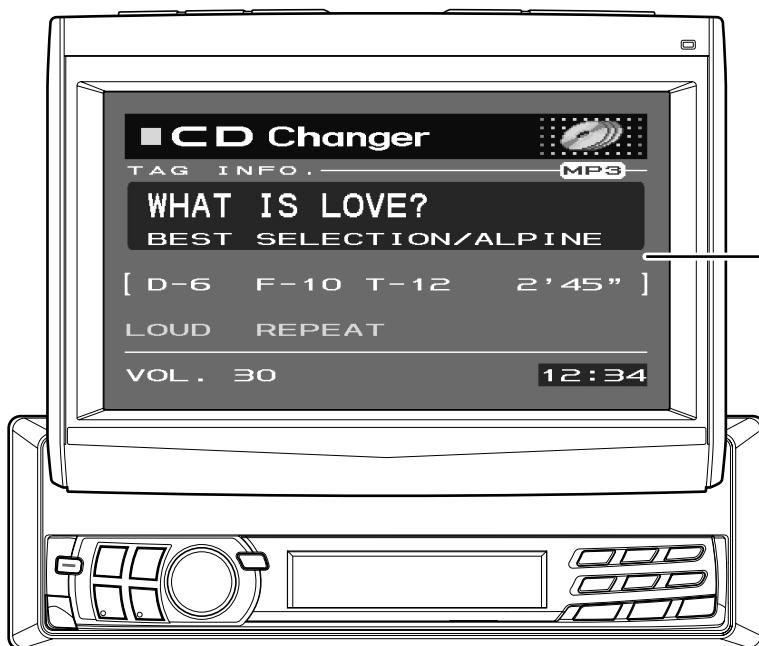 CD Changer
TAG INFO. MP3
WHAT IS LOVE?
BEST SELECTION/ALPINE
[ D-6 F-10 T-12 2'45” ]
LOUD REPEAT
VOL. 30 12:34